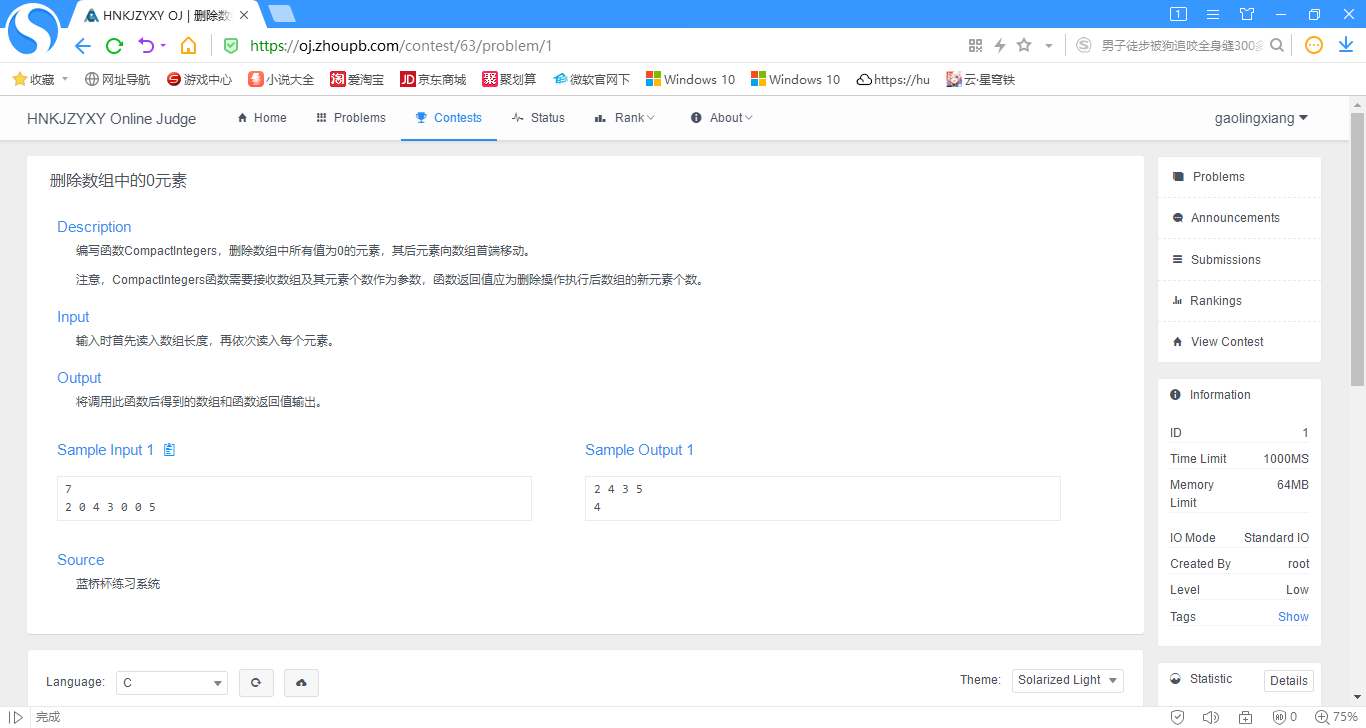 HNKJZYXY OJ | 删除数
1
https://oj.zhoupb.com/contest/63/problem/1
男子徒步被狗追咬全身缝300多
收藏 网址导航 游戏中心 小说大全 爱淘宝 京东商城 聚划算 微软官网下 Windows 10 Windows 10 https://hu 云·星穹铁
HNKJZYXY Online Judge Home Problems Contests Status Rank About gaolingxiang
删除数组中的0元素
Description
编写函数CompactIntegers，删除数组中所有值为0的元素，其后元素向数组首端移动。
注意，CompactIntegers函数需要接收数组及其元素个数作为参数，函数返回值应为删除操作执行后数组的新元素个数。
Input
输入时首先读入数组长度，再依次读入每个元素。
Output
将调用此函数后得到的数组和函数返回值输出。
Sample Input 1
7
2 0 4 3 0 0 5
Sample Output 1
2 4 3 5
4
Source
蓝桥杯练习系统
Language: C
Theme: Solarized Light
Problems
Announcements
Submissions
Rankings
View Contest
Information
ID 1
Time Limit 1000MS
Memory Limit 64MB
IO Mode Standard IO
Created By root
Level Low
Tags Show
Statistic Details
完成
0
75%